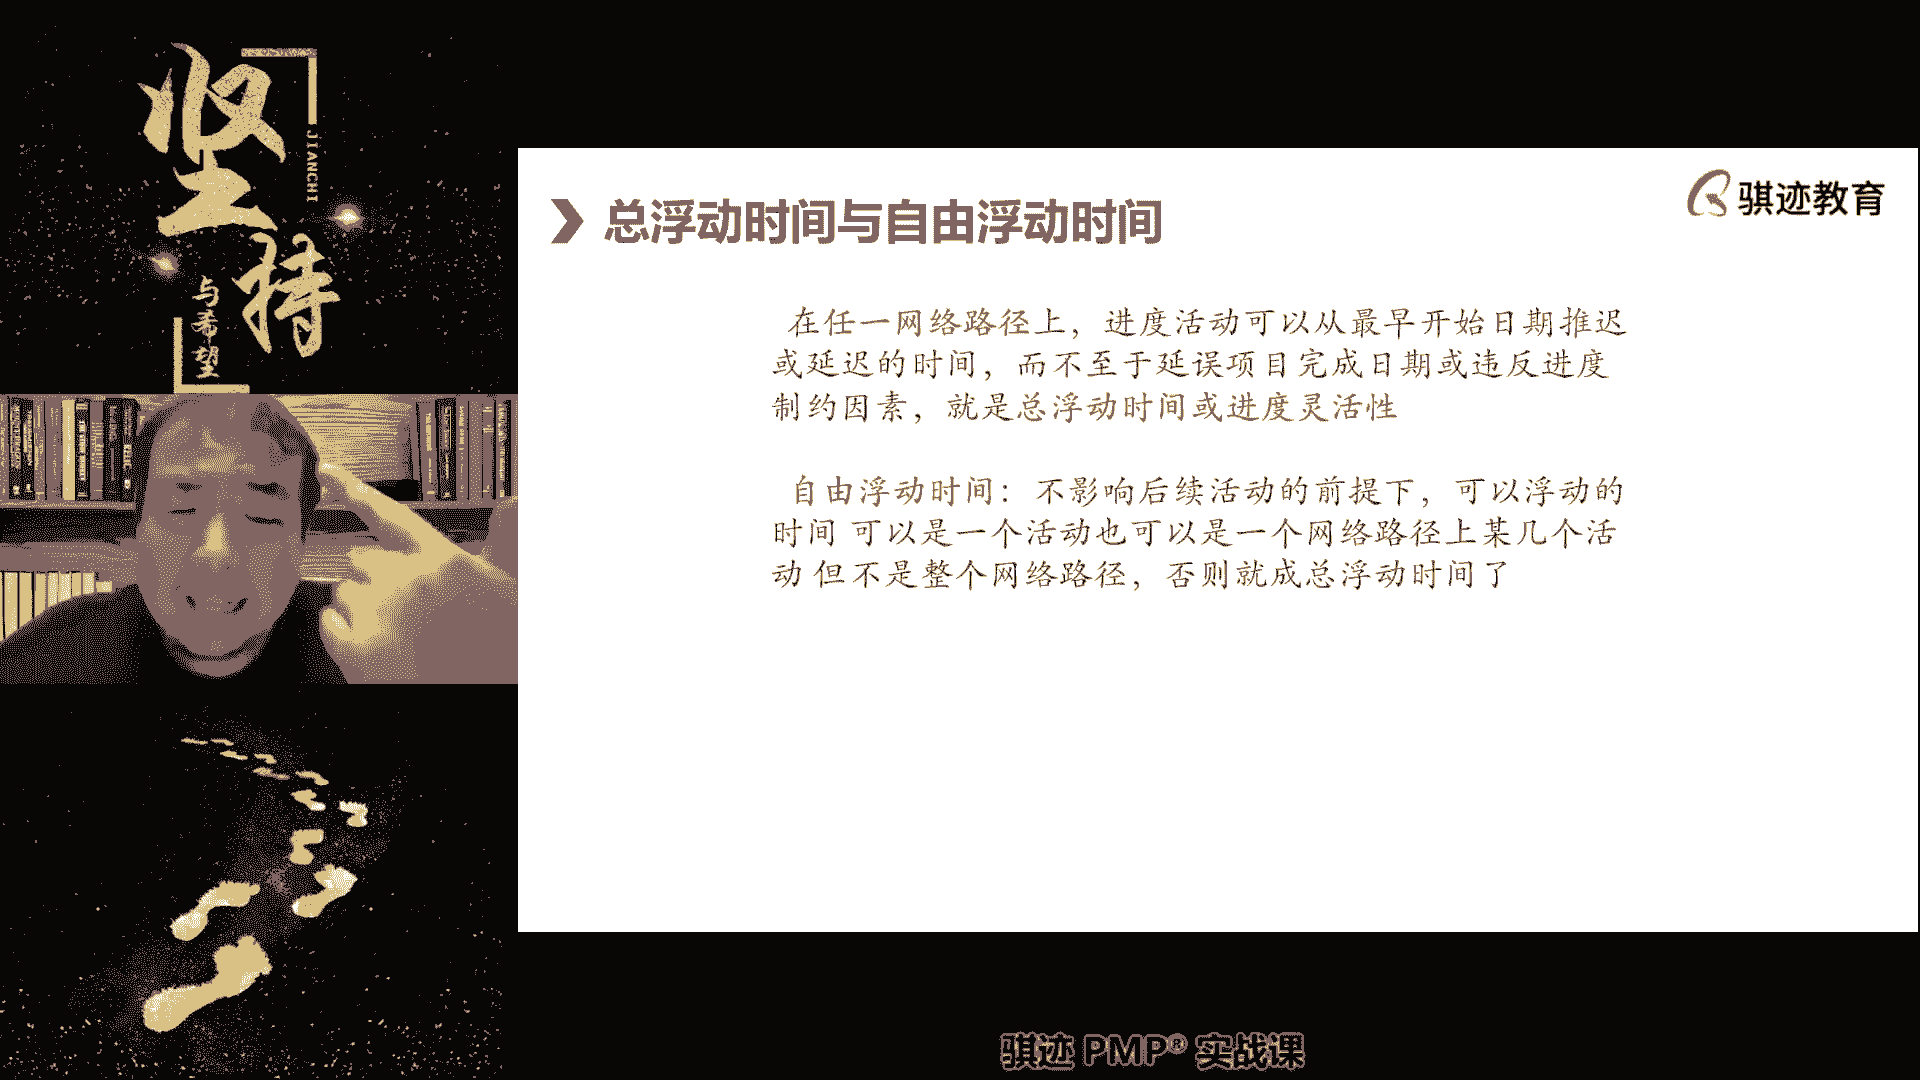 坚持
JIANCHI
与希望
骐迹教育
总浮动时间与自由浮动时间
在任一网络路径上，进度活动可以从最早开始日期推迟
或延迟的时间，而不至于延误项目完成日期或违反进度
制约因素，就是总浮动时间或进度灵活性
自由浮动时间：不影响后续活动的前提下，可以浮动的
时间 可以是一个活动也可以是一个网络路径上某几个活
动 但不是整个网络路径，否则就成总浮动时间了
骐迹 PMP® 实战课